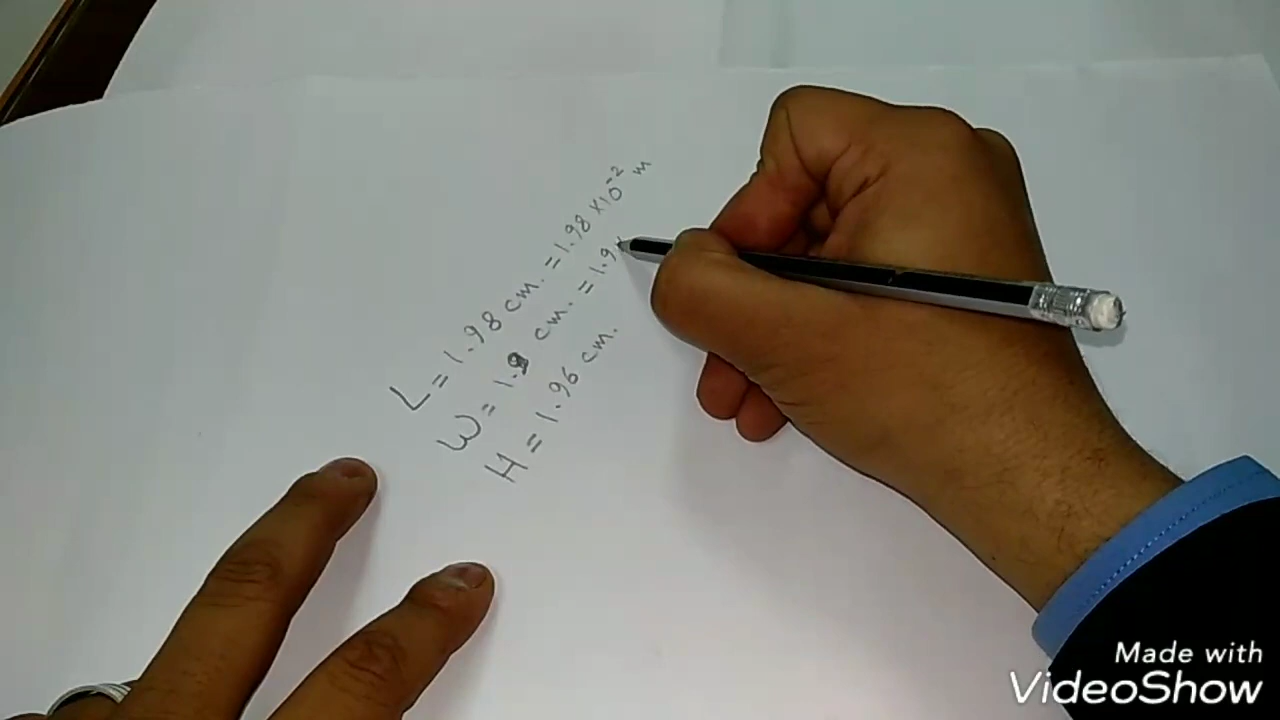 L = 1.98 cm. = 1.98 ×10⁻² m
W = 1.9 cm. = 1.9
H = 1.96 cm.
Made with
VideoShow